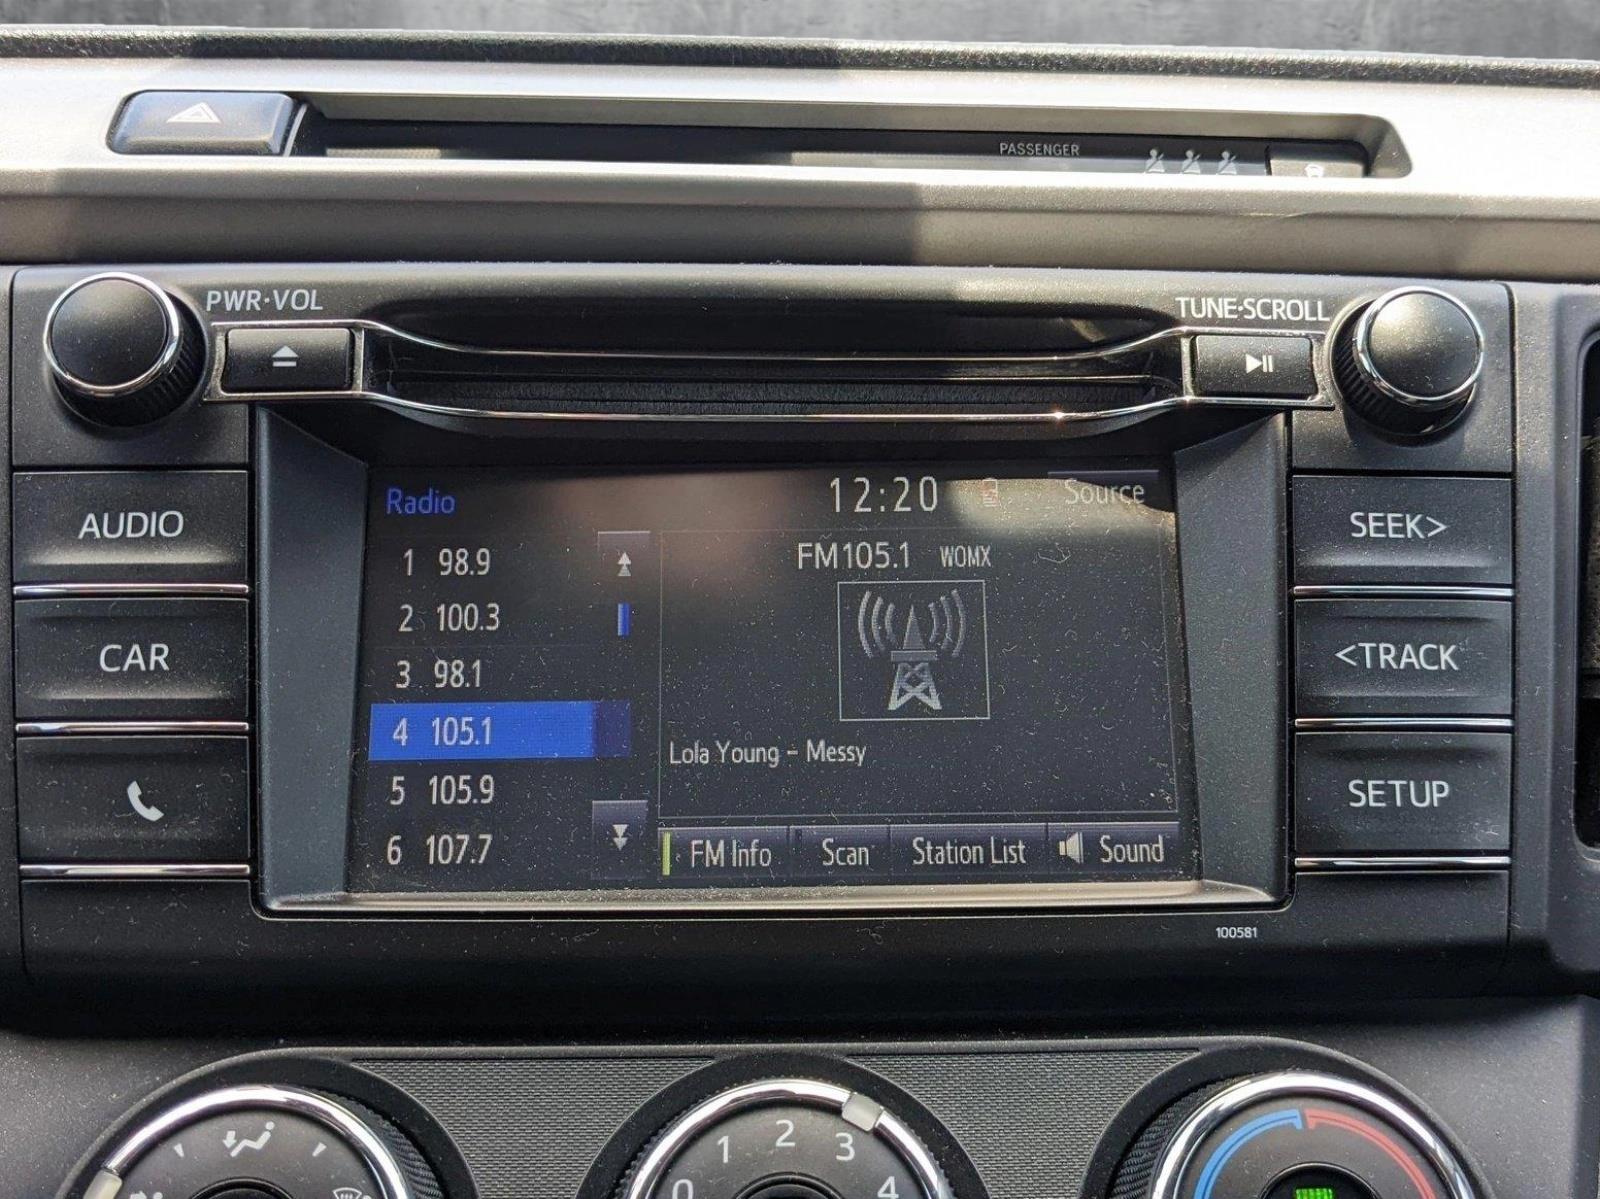 PASSENGER
PWR·VOL
TUNE·SCROLL
AUDIO
CAR
Radio
12:20
Source
1 98.9
2 100.3
3 98.1
4 105.1
5 105.9
6 107.7
FM105.1 WOMX
Lola Young - Messy
FM Info
Scan
Station List
Sound
SEEK>
<TRACK
SETUP
100581
0 1 2 3 4